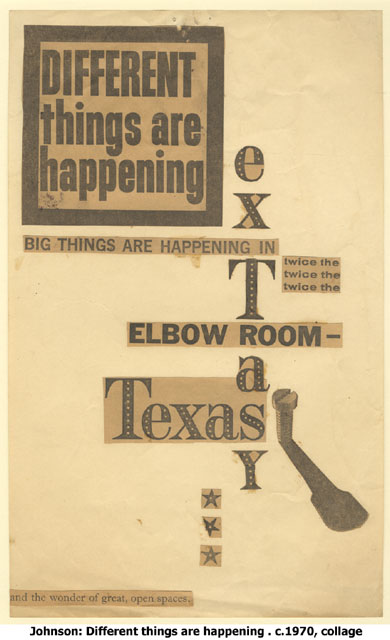 DIFFERENT
things are
happening
exTasY
BIG THINGS ARE HAPPENING IN
twice the
twice the
twice the
ELBOW ROOM–
Texas
and the wonder of great, open spaces.
Johnson: Different things are happening . c.1970, collage